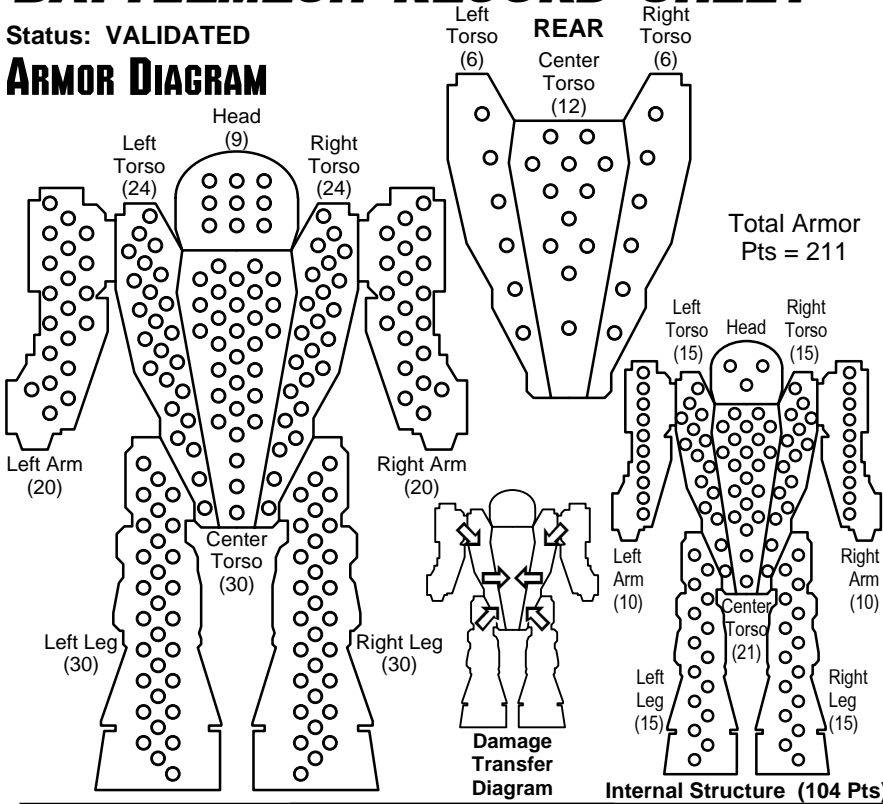 BATTLEMECH RECORD SHEET
Status: VALIDATED
ARMOR DIAGRAM
Head
(9)
Left
Torso
(24)
Right
Torso
(24)
Left Arm
(20)
Right Arm
(20)
Center
Torso
(30)
Left Leg
(30)
Right Leg
(30)
REAR
Left
Torso
(6)
Center
Torso
(12)
Right
Torso
(6)
Total Armor
Pts = 211
Left
Torso
(15)
Head
Right
Torso
(15)
Left
Arm
(10)
Right
Arm
(10)
Center
Torso
(21)
Left
Leg
(15)
Right
Leg
(15)
Damage
Transfer
Diagram
Internal Structure (104 Pts)